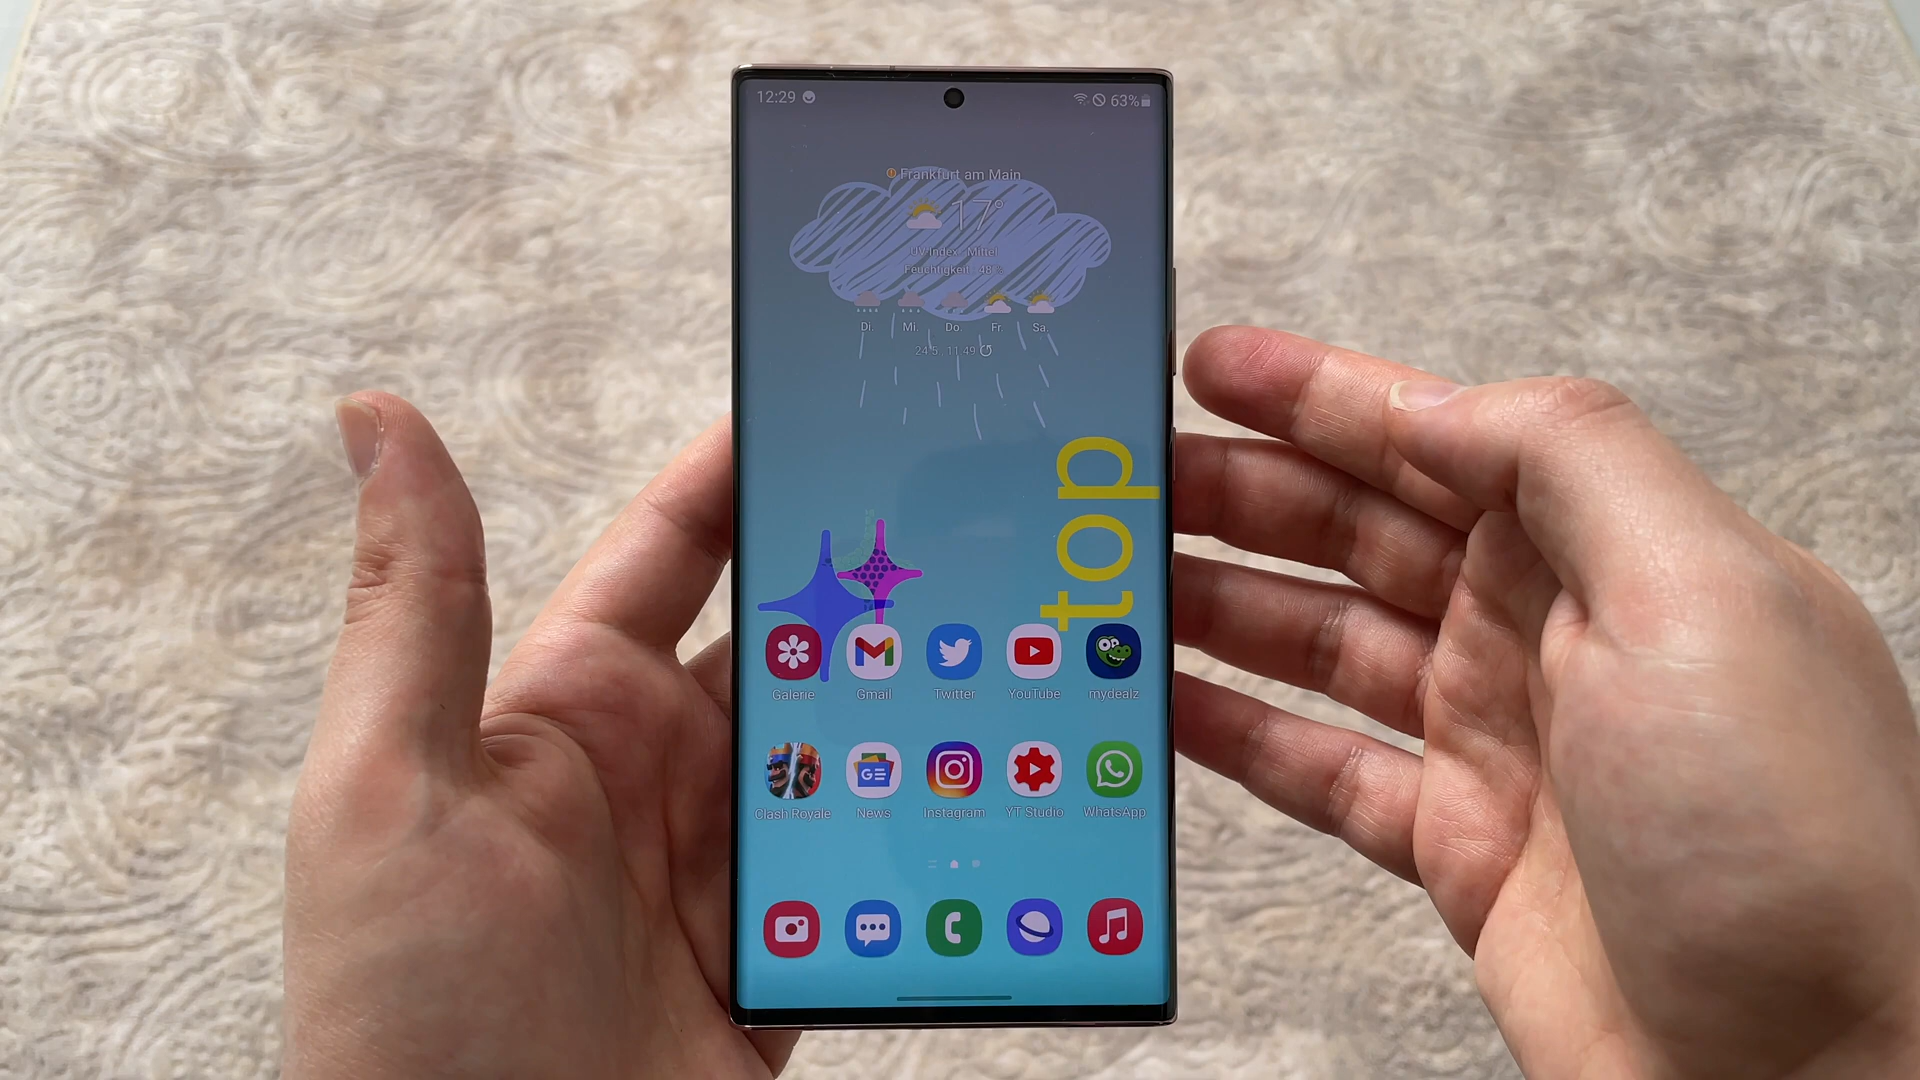 12:29
63%
Frankfurt am Main
17°
UV-Index Mittel
Feuchtigkeit 48 %
Di. Mi. Do. Fr. Sa.
24.5., 11:49
top
Galerie Gmail Twitter YouTube mydealz
Clash Royale News Instagram YT Studio WhatsApp